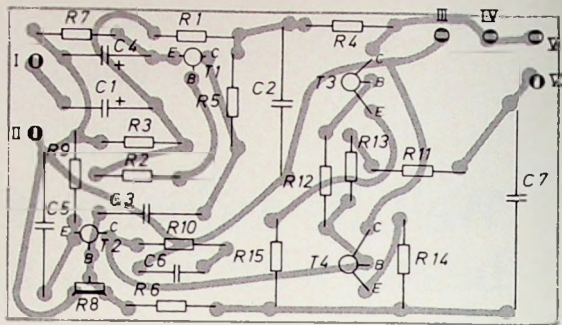 R7 R1 III IV
C4 R4 V
I E C T1 T3 C VI
B B
C1 R5 C2 E
II R3 R13
R9 R2 R12 R11 C7
C3
C5 E C T2 R10 R15 C
B C6 T4 B R14
R8 R6 E